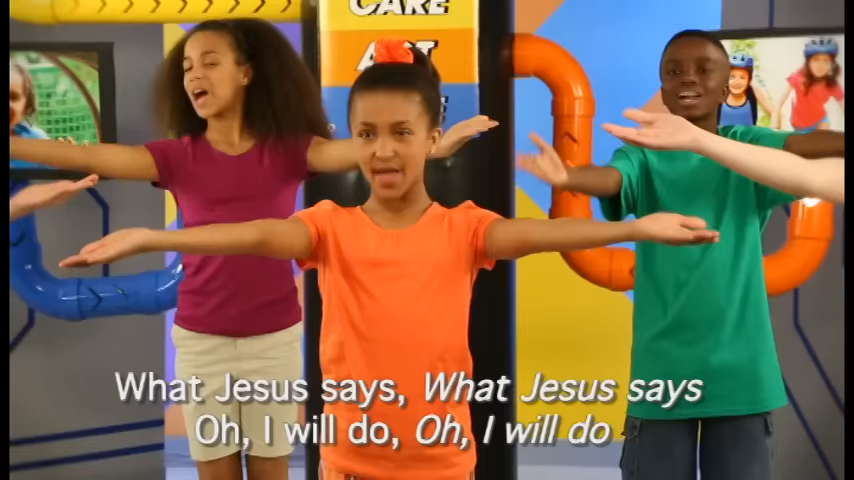 CARE
ACT
What Jesus says, What Jesus says
Oh, I will do, Oh, I will do